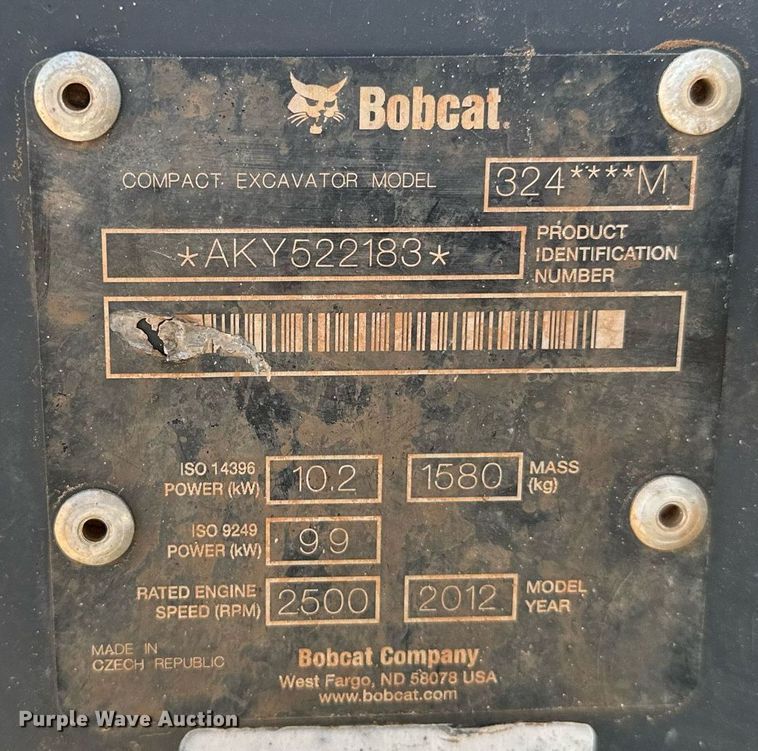 Bobcat.
COMPACT EXCAVATOR MODEL 324****M
*AKY522183* PRODUCT IDENTIFICATION NUMBER
ISO 14396 POWER (kW) 10.2 1580 MASS (kg)
ISO 9249 POWER (kW) 9.9
RATED ENGINE SPEED (RPM) 2500 2012 MODEL YEAR
MADE IN
CZECH REPUBLIC
Bobcat Company
West Fargo, ND 58078 USA
www.bobcat.com
Purple Wave Auction